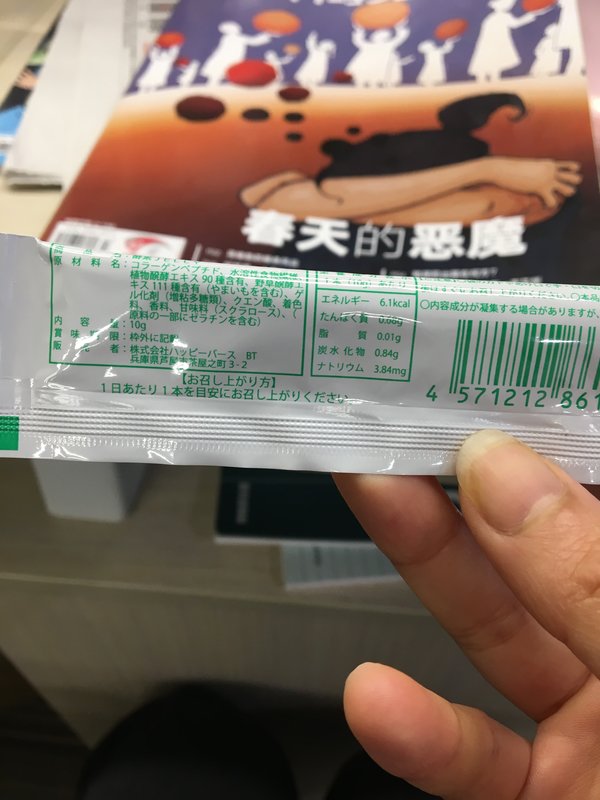 春天的恶魔
原材料名：コラーゲンペプチド、水溶性食物繊維、
植物醗酵エキス90種含有、野草醗酵エ
キス111種含有、(やまいもを含む)、ゲ
ル化剤（増粘多糖類）、クエン酸、着色
料、香料、甘味料（スクラロース）、（
原料の一部にゼラチンを含む）
内容量：10g
賞味期限：枠外に記
販売者：株式会社ハッピーバース BT
兵庫県芦屋市茶屋之町3-2
エネルギー 6.1kcal
たんぱく質 0.68g
脂質 0.01g
炭水化物 0.84g
ナトリウム 3.84mg
○内容成分が凝集する場合がありますが、
4 571212 861
【お召し上がり方】
1日あたり1本を目安にお召し上がりください。